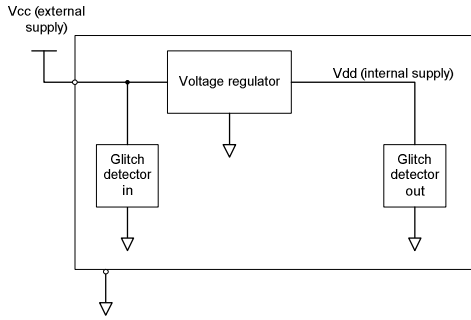 Vcc (external
supply)
Voltage regulator
Vdd (internal supply)
Glitch
detector
in
Glitch
detector
out